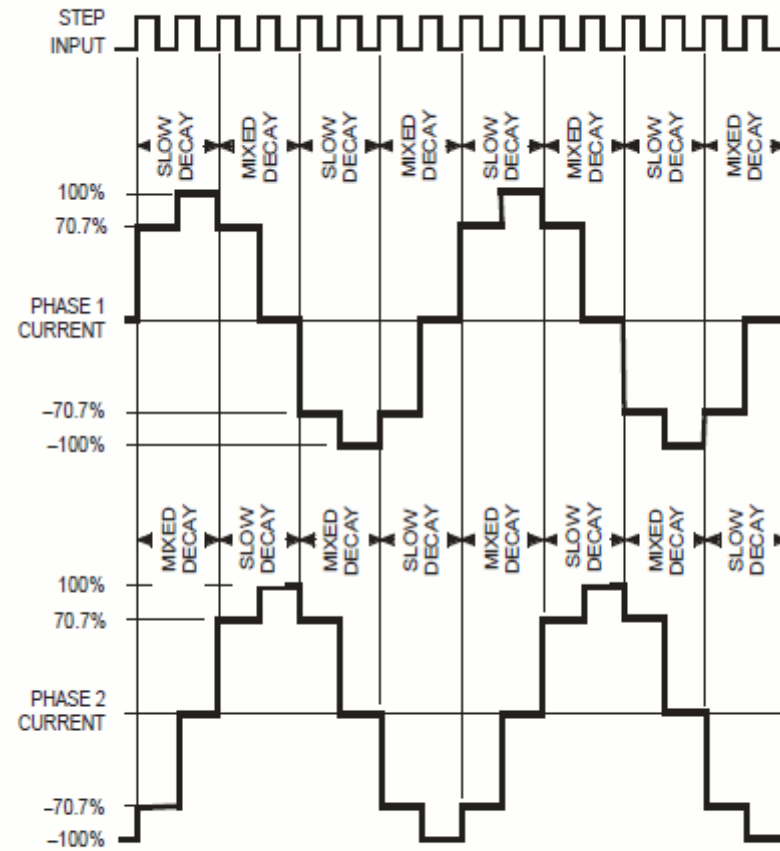 STEP
INPUT
SLOW
DECAY
MIXED
DECAY
SLOW
DECAY
MIXED
DECAY
SLOW
DECAY
MIXED
DECAY
SLOW
DECAY
MIXED
DECAY
100%
70.7%
PHASE 1
CURRENT
–70.7%
–100%
MIXED
DECAY
SLOW
DECAY
MIXED
DECAY
SLOW
DECAY
MIXED
DECAY
SLOW
DECAY
MIXED
DECAY
SLOW
DECAY
100%
70.7%
PHASE 2
CURRENT
–70.7%
–100%